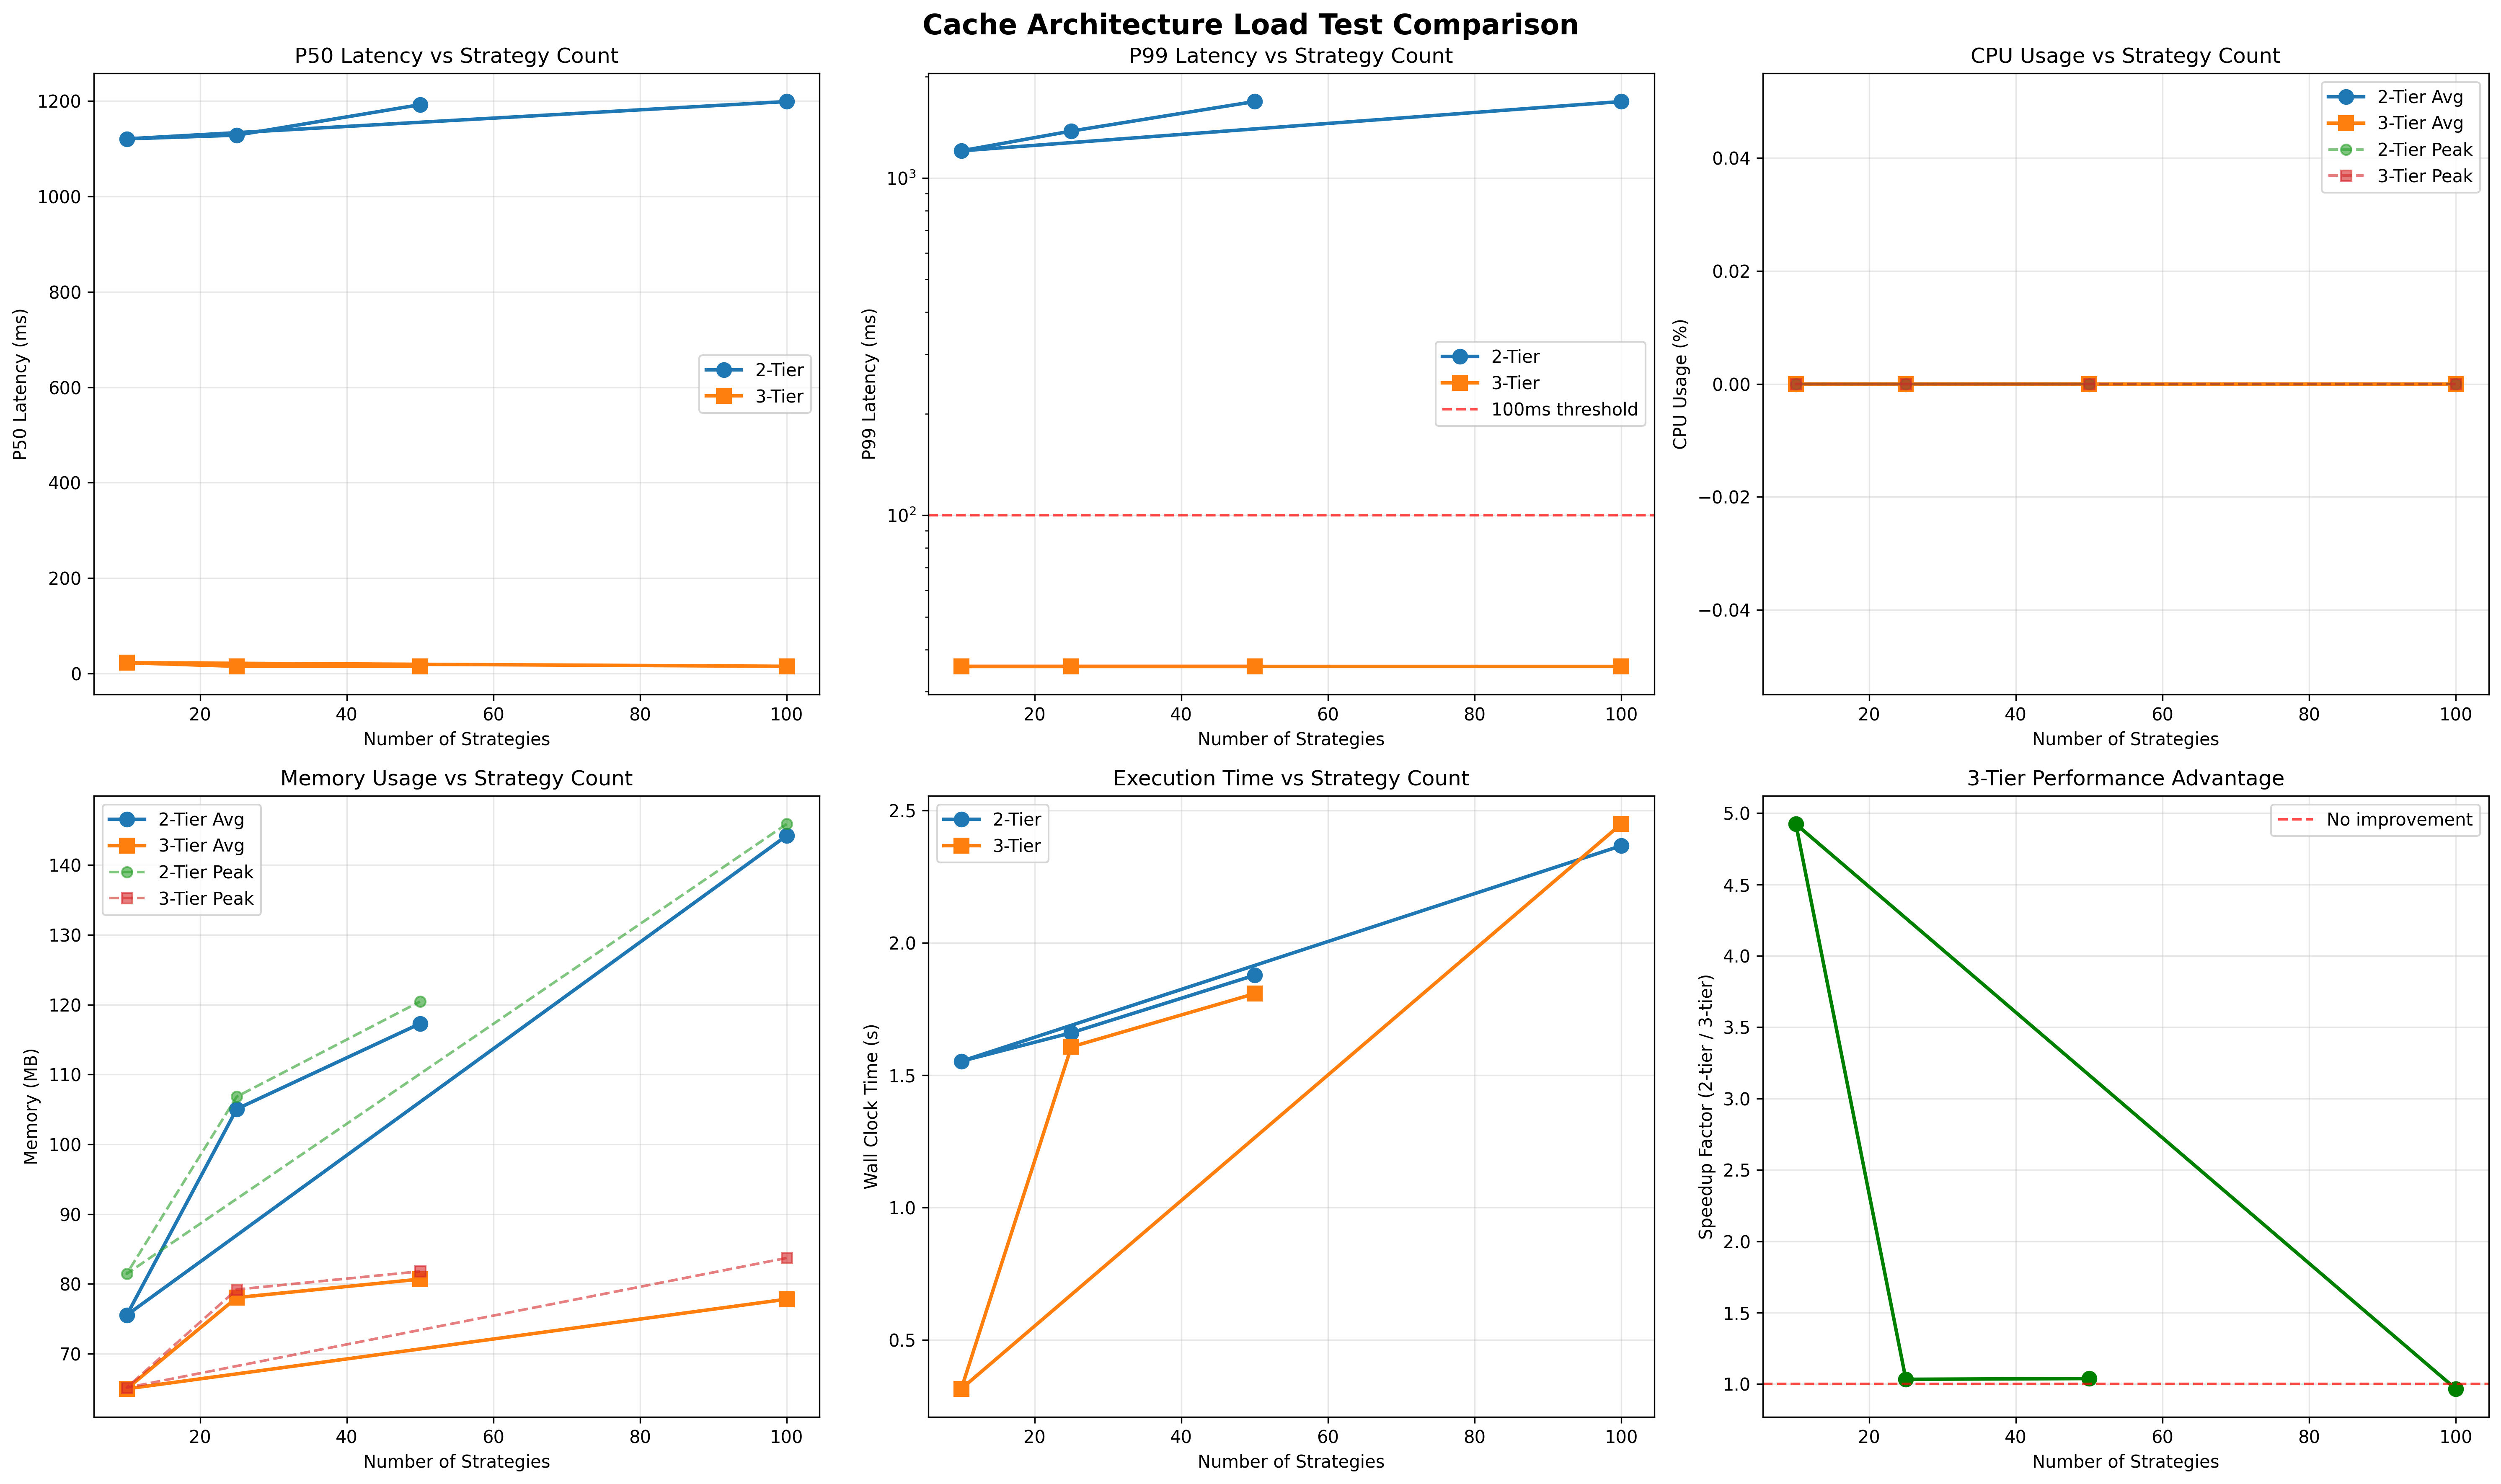 Cache Architecture Load Test Comparison
P50 Latency vs Strategy Count
P50 Latency (ms)
1200
1000
800
600
400
200
0
2-Tier
3-Tier
20 40 60 80 100
Number of Strategies
P99 Latency vs Strategy Count
P99 Latency (ms)
10³
10²
2-Tier
3-Tier
100ms threshold
20 40 60 80 100
Number of Strategies
CPU Usage vs Strategy Count
CPU Usage (%)
0.04
0.02
0.00
−0.02
−0.04
2-Tier Avg
3-Tier Avg
2-Tier Peak
3-Tier Peak
20 40 60 80 100
Number of Strategies
Memory Usage vs Strategy Count
Memory (MB)
140
130
120
110
100
90
80
70
2-Tier Avg
3-Tier Avg
2-Tier Peak
3-Tier Peak
20 40 60 80 100
Number of Strategies
Execution Time vs Strategy Count
Wall Clock Time (s)
2.5
2.0
1.5
1.0
0.5
2-Tier
3-Tier
20 40 60 80 100
Number of Strategies
3-Tier Performance Advantage
Speedup Factor (2-tier / 3-tier)
5.0
4.5
4.0
3.5
3.0
2.5
2.0
1.5
1.0
No improvement
20 40 60 80 100
Number of Strategies